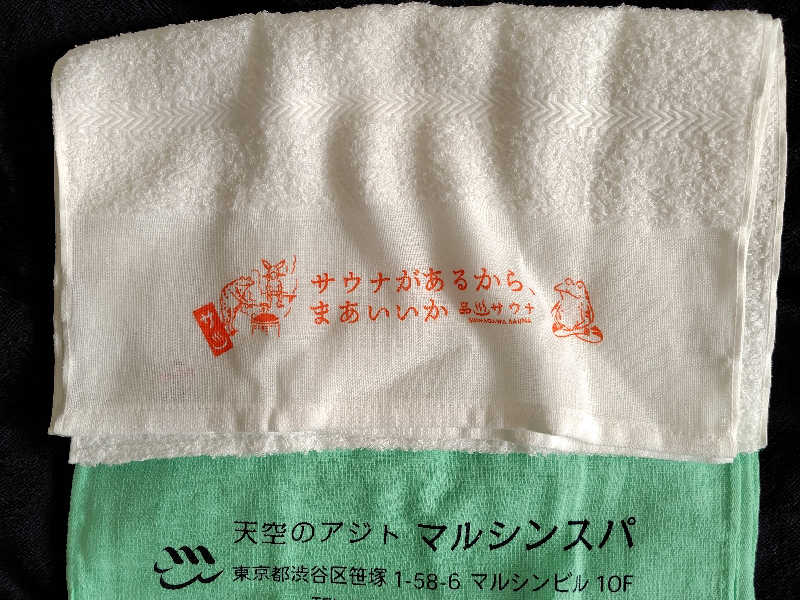 サウナがあるから、
まあいいか 品川サウナ
SHINAGAWA SAUNA
天空のアジト マルシンスパ
東京都渋谷区笹塚 1-58-6 マルシンビル 10F